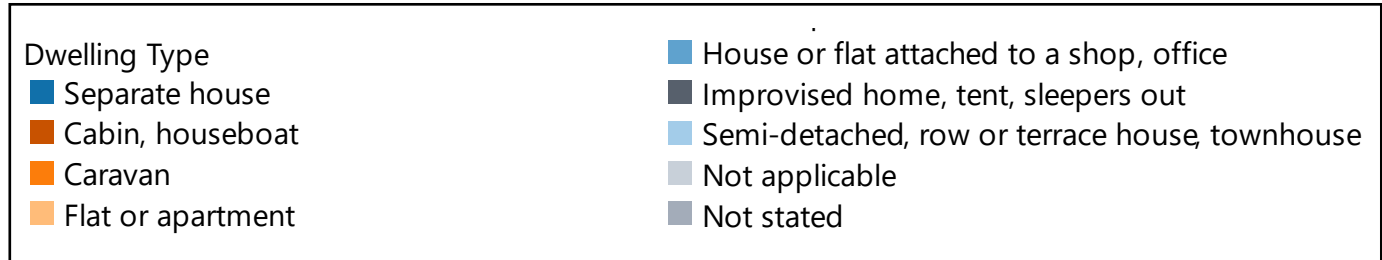 Dwelling Type
Separate house
Cabin, houseboat
Caravan
Flat or apartment
House or flat attached to a shop, office
Improvised home, tent, sleepers out
Semi-detached, row or terrace house, townhouse
Not applicable
Not stated